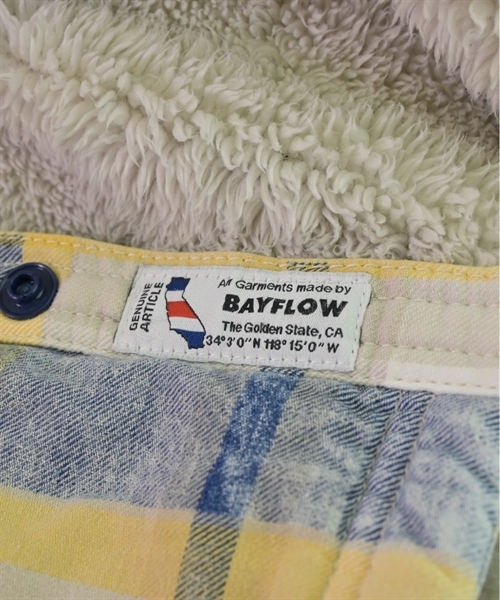 GENUINE
ARTICLE
All Garments made by
BAYFLOW
The Golden State, CA
34°3'0"N 118°15'0"W